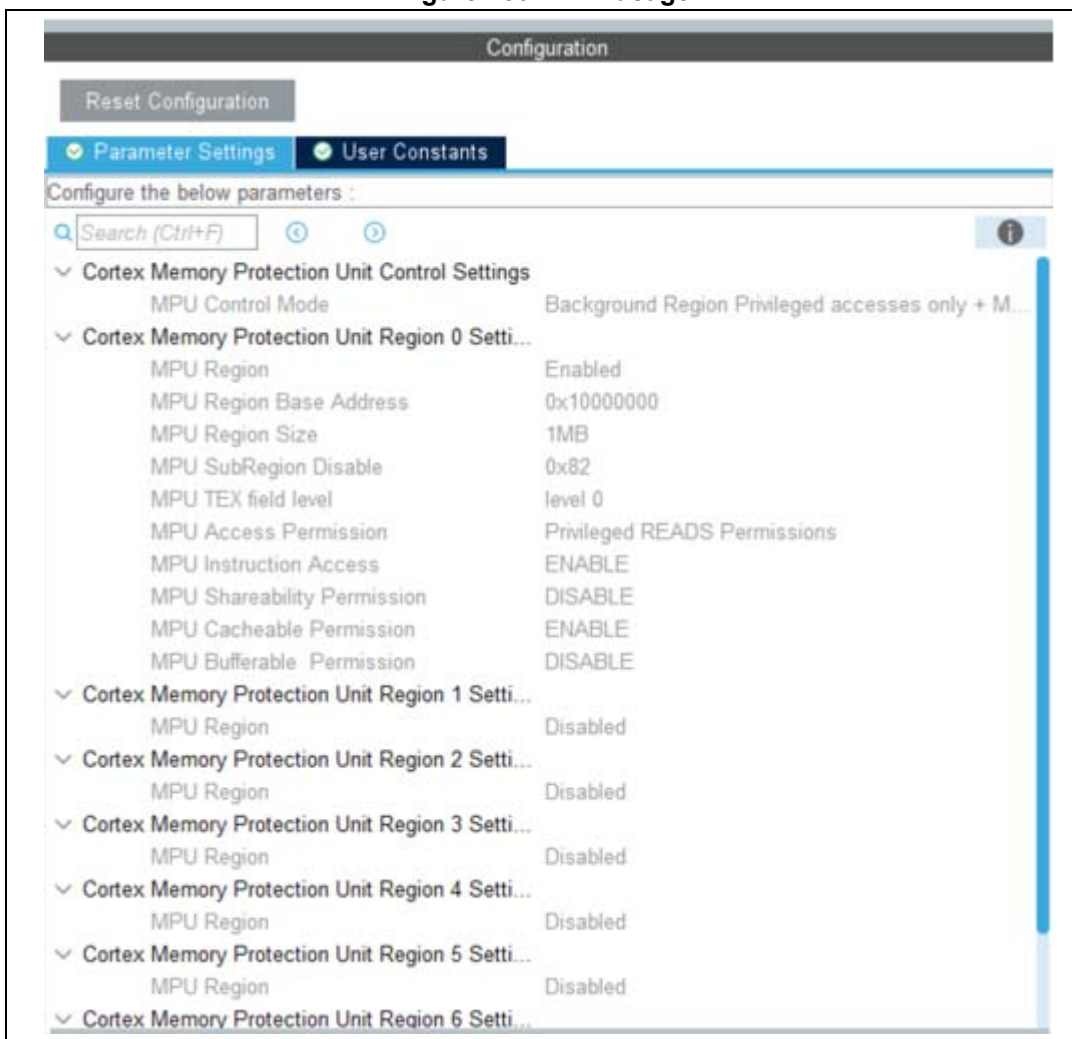 Configuration
Reset Configuration
Parameter Settings User Constants
Configure the below parameters :
Search (Ctrl+F)
Cortex Memory Protection Unit Control Settings
MPU Control Mode Background Region Privileged accesses only + M...
Cortex Memory Protection Unit Region 0 Setti...
MPU Region Enabled
MPU Region Base Address 0x10000000
MPU Region Size 1MB
MPU SubRegion Disable 0x82
MPU TEX field level level 0
MPU Access Permission Privileged READS Permissions
MPU Instruction Access ENABLE
MPU Shareability Permission DISABLE
MPU Cacheable Permission ENABLE
MPU Bufferable Permission DISABLE
Cortex Memory Protection Unit Region 1 Setti...
MPU Region Disabled
Cortex Memory Protection Unit Region 2 Setti...
MPU Region Disabled
Cortex Memory Protection Unit Region 3 Setti...
MPU Region Disabled
Cortex Memory Protection Unit Region 4 Setti...
MPU Region Disabled
Cortex Memory Protection Unit Region 5 Setti...
MPU Region Disabled
Cortex Memory Protection Unit Region 6 Setti...